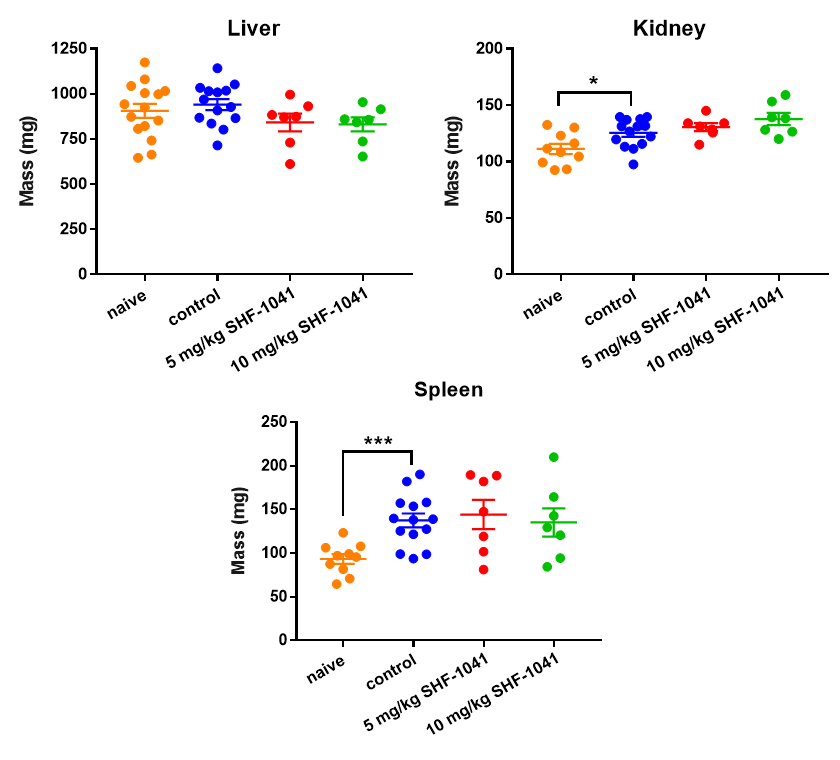 Liver
1250
1000
750
500
250
0
Mass (mg)
naive
control
5 mg/kg SHF-1041
10 mg/kg SHF-1041
Kidney
200
150
100
50
0
Mass (mg)
*
naive
control
5 mg/kg SHF-1041
10 mg/kg SHF-1041
Spleen
250
200
150
100
50
0
Mass (mg)
***
naive
control
5 mg/kg SHF-1041
10 mg/kg SHF-1041